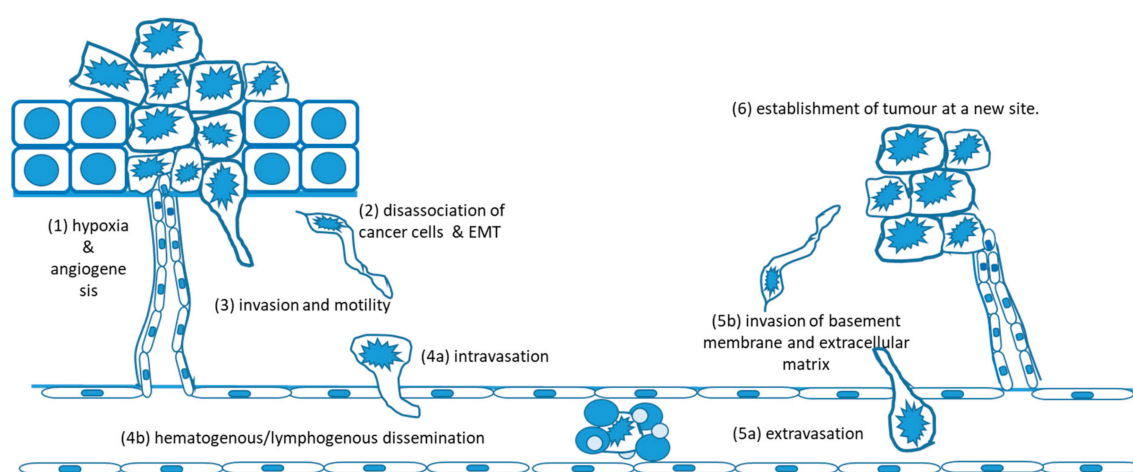 (1) hypoxia
&
angiogene
sis
(2) disassociation of
cancer cells & EMT
(3) invasion and motility
(4a) intravasation
(4b) hematogenous/lymphogenous dissemination
(5a) extravasation
(5b) invasion of basement
membrane and extracellular
matrix
(6) establishment of tumour at a new site.